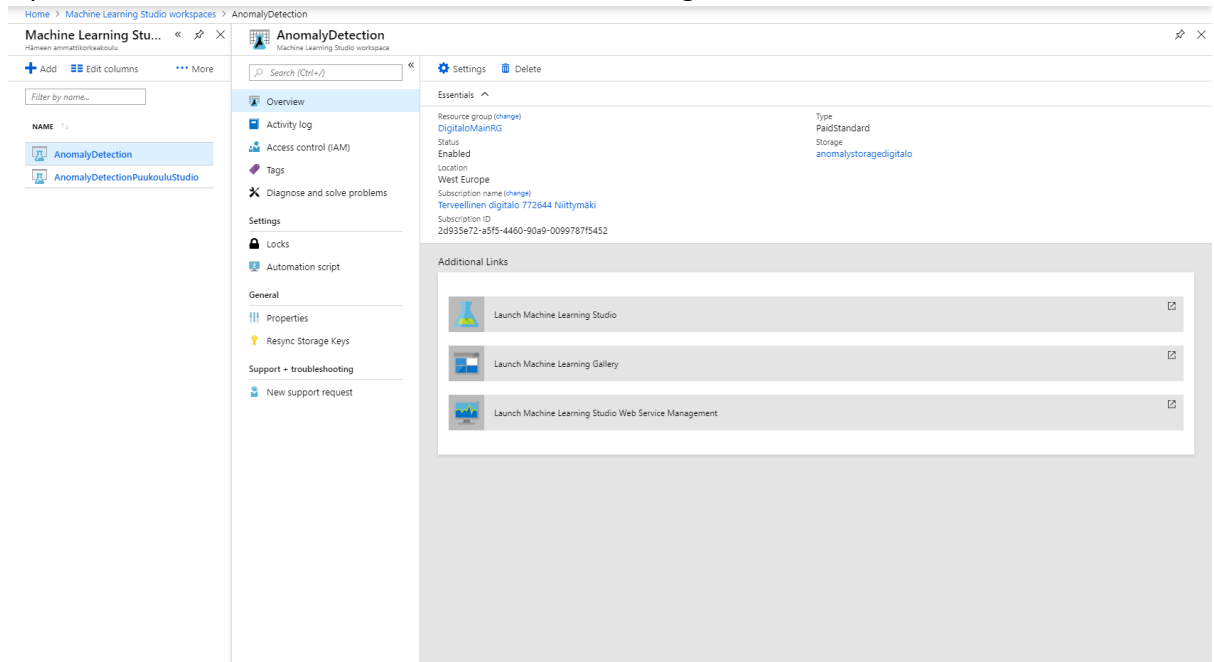 Home > Machine Learning Studio workspaces > AnomalyDetection
Machine Learning Stu...
Hämeen ammattikorkeakoulu
Add Edit columns More
Filter by name...
NAME
AnomalyDetection
AnomalyDetectionPuukouluStudio
AnomalyDetection
Machine Learning Studio workspace
Search (Ctrl+/)
Overview
Activity log
Access control (IAM)
Tags
Diagnose and solve problems
Settings
Locks
Automation script
General
Properties
Resync Storage Keys
Support + troubleshooting
New support request
Settings Delete
Essentials
Resource group (change)
DigitaloMainRG
Status
Enabled
Location
West Europe
Subscription name (change)
Terveellinen digitalo 772644 Niittymäki
Subscription ID
2d935e72-a5f5-4460-90a9-0099787f5452
Type
PaidStandard
Storage
anomalystoragedigitalo
Additional Links
Launch Machine Learning Studio
Launch Machine Learning Gallery
Launch Machine Learning Studio Web Service Management